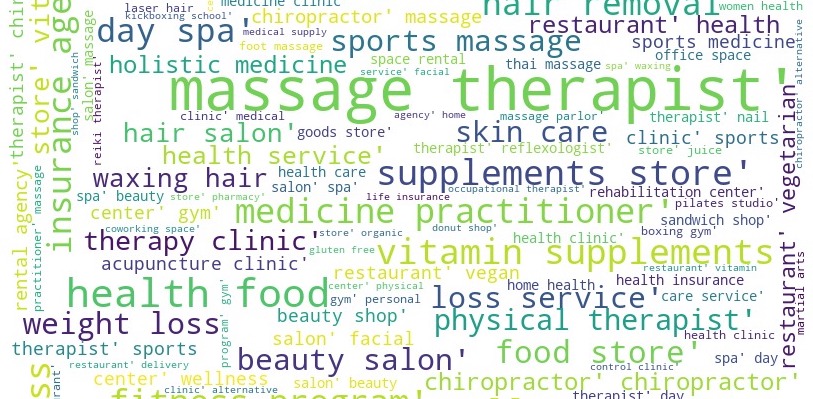 laser hair
medicine clinic
hair removal
women health
kickboxing school'
chiropractor' massage
restaurant' health
day spa'
medical supply
foot massage
sports massage
sports medicine
office space
holistic medicine
space rental
thai massage
spa' waxing
service' facial
massage therapist'
clinic' medical
agency' home
massage parlor'
therapist' nail
hair salon'
goods store'
skin care
clinic' sports
health service'
therapist' reflexologist'
store' juice
waxing hair
health care
supplements store'
salon' spa'
occupational therapist'
rehabilitation center'
spa' beauty
store' pharmacy'
life insurance
pilates studio'
center' gym'
medicine practitioner'
sandwich shop'
coworking space'
donut shop'
boxing gym'
therapy clinic'
store' organic
health clinic'
gluten free
vitamin supplements
acupuncture clinic'
restaurant' vegan
restaurant' vitamin
health food
center' physical
home health
health insurance
gym' personal
loss service'
care service'
weight loss
beauty shop'
physical therapist'
salon' facial
health clinic
therapist' sports
beauty salon'
food store'
spa' day
restaurant' delivery
control clinic'
center' wellness
salon' beauty
chiropractor' chiropractor'
clinic' alternative
fitness program'
therapist' day
therapist' chir
store' vit
insurance age
salon' massage
shop' sandwich
reiki therapist'
rental agency'
practitioner' massage
program' gym'
vegetarian
restaurant'
alternative
chiropractor'
martial arts
ss
rant'